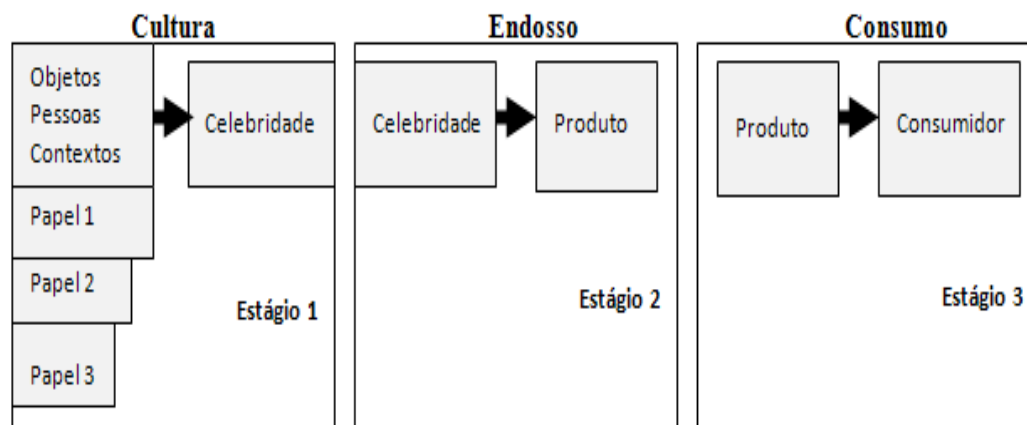 Cultura
Objetos
Pessoas
Contextos
Celebridade
Papel 1
Papel 2
Papel 3
Estágio 1
Endosso
Celebridade
Produto
Estágio 2
Consumo
Produto
Consumidor
Estágio 3